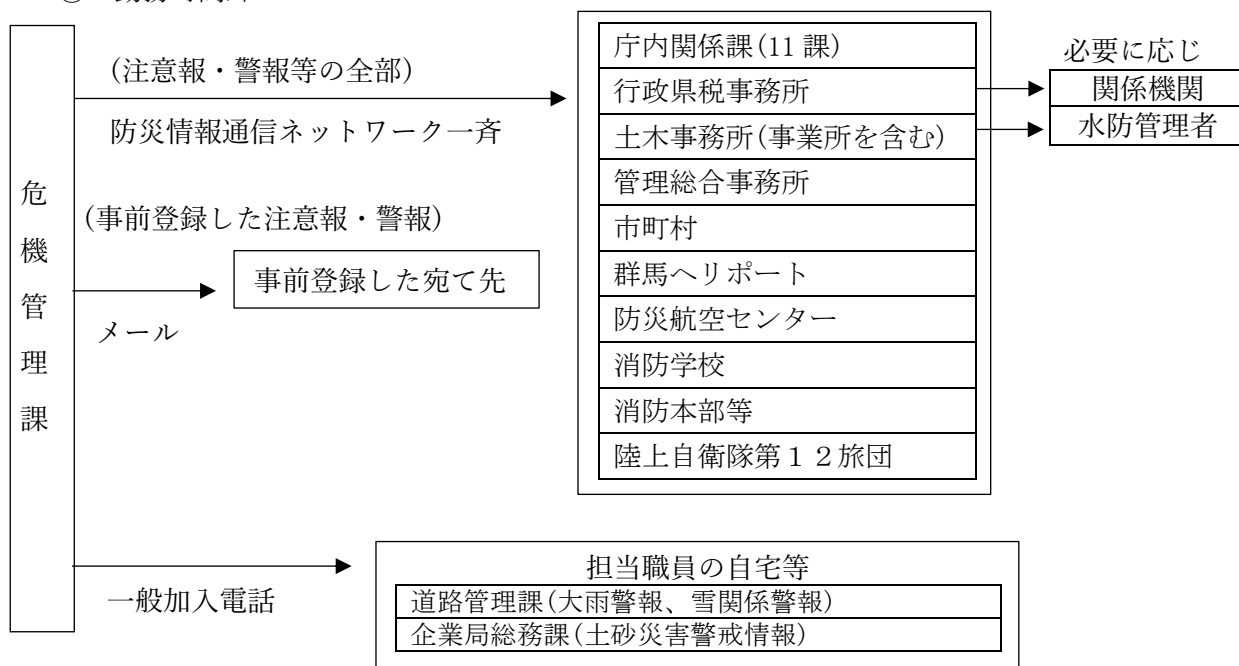 危機管理課
(注意報・警報等の全部)
防災情報通信ネットワーク一斉
(事前登録した注意報・警報)
事前登録した宛て先
メール
一般加入電話
庁内関係課(11 課)
行政県税事務所
土木事務所(事業所を含む)
管理総合事務所
市町村
群馬ヘリポート
防災航空センター
消防学校
消防本部等
陸上自衛隊第12旅団
必要に応じ
関係機関
水防管理者
担当職員の自宅等
道路管理課(大雨警報、雪関係警報)
企業局総務課(土砂災害警戒情報)